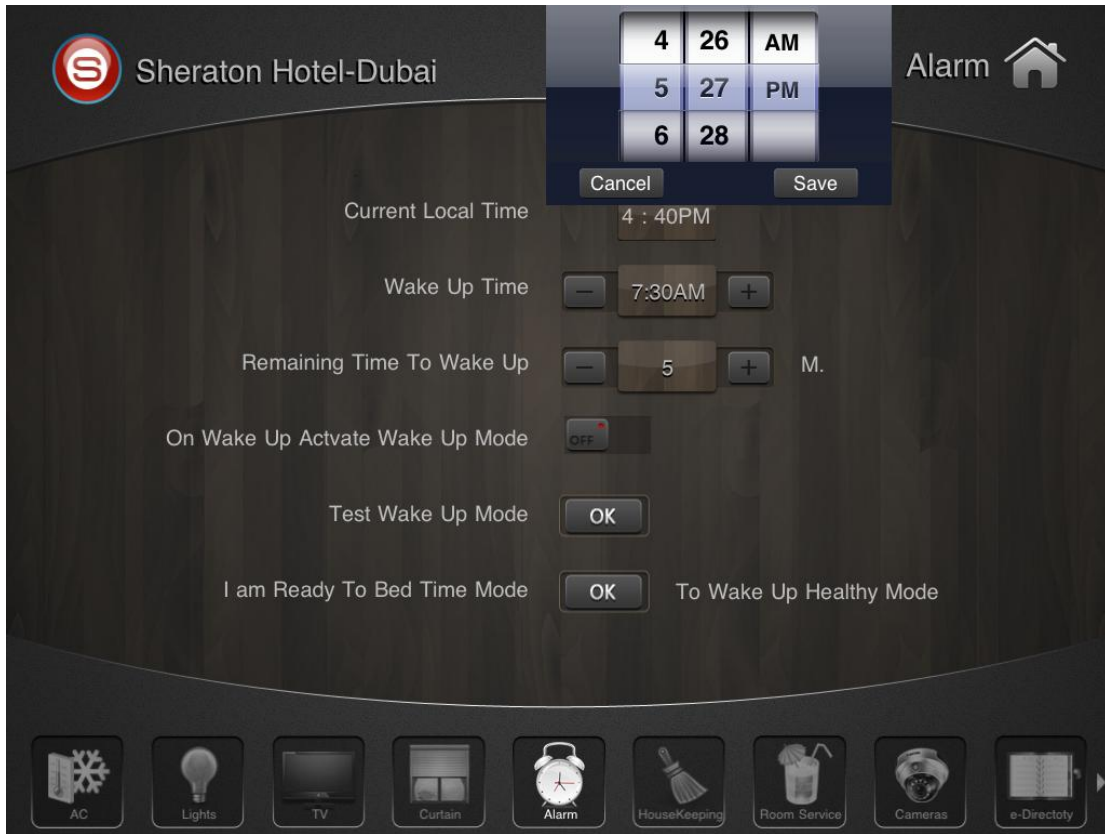 S
Sheraton Hotel-Dubai
4 26 AM
5 27 PM
6 28
Cancel Save
Alarm
Current Local Time 4 : 40PM
Wake Up Time − 7:30AM +
Remaining Time To Wake Up − 5 + M.
On Wake Up Actvate Wake Up Mode OFF
Test Wake Up Mode OK
I am Ready To Bed Time Mode OK To Wake Up Healthy Mode
AC Lights TV Curtain Alarm HouseKeeping Room Service Cameras e-Directoty